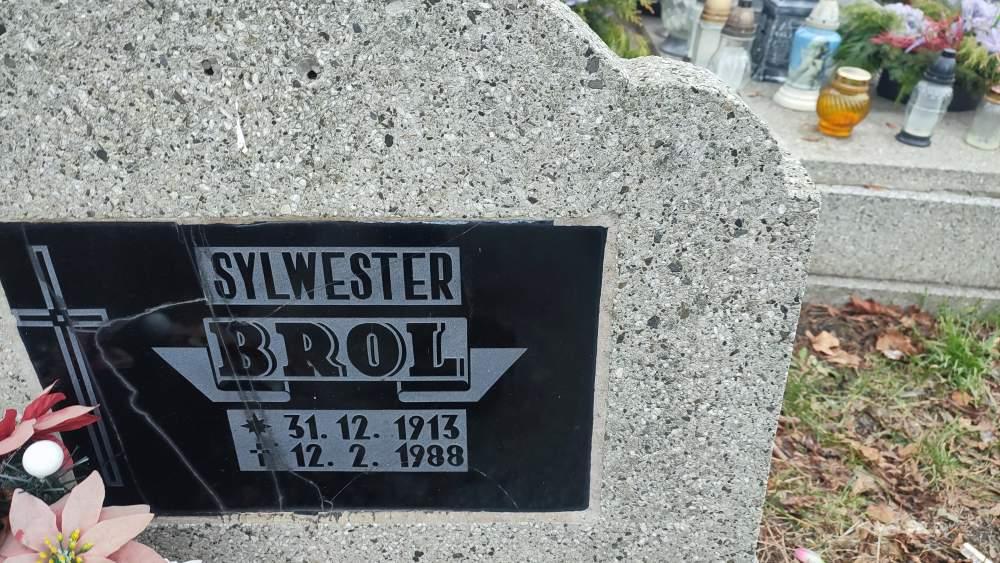 SYLWESTER
BROL
* 31. 12. 1913
† 12. 2. 1988